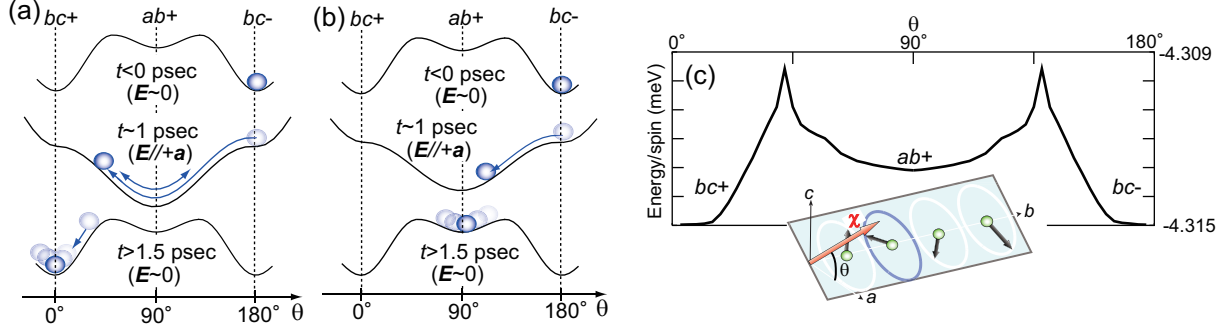 (a)
bc+ ab+ bc-
t<0 psec
(E~0)
t~1 psec
(E//+a)
t>1.5 psec
(E~0)
0° 90° 180° θ
(b)
bc+ ab+ bc-
t<0 psec
(E~0)
t~1 psec
(E//+a)
t>1.5 psec
(E~0)
0° 90° 180° θ
θ
0° 90° 180°
(c)
-4.309
Energy/spin (meV)
ab+
bc+
bc-
c
χ
b
θ
a
-4.315